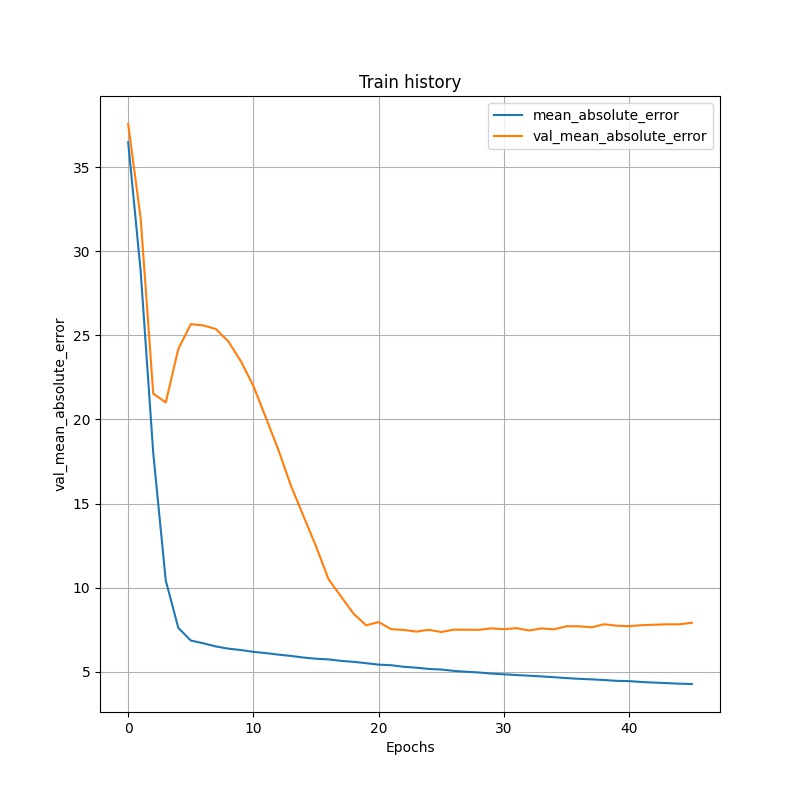 Train history
mean_absolute_error
val_mean_absolute_error
val_mean_absolute_error
35
30
25
20
15
10
5
0 10 20 30 40
Epochs